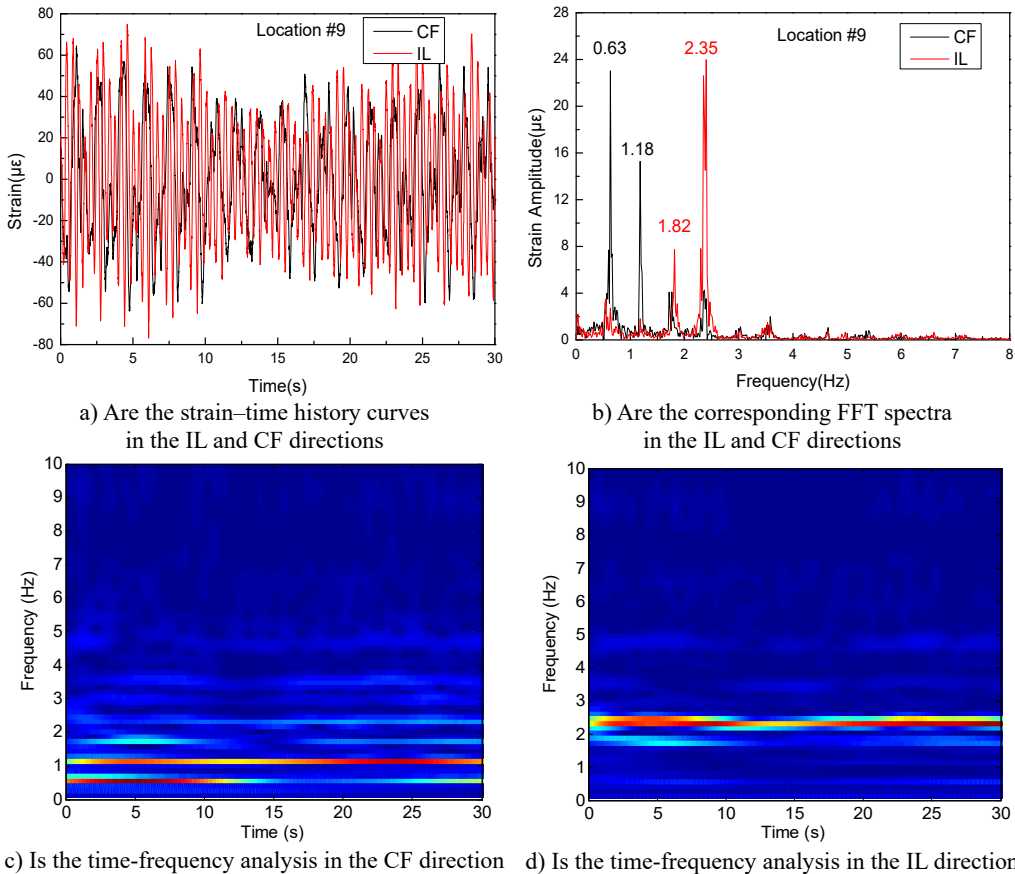 Location #9
CF
IL
80
60
40
20
0
-20
-40
-60
-80
Strain(µε)
0 5 10 15 20 25 30
Time(s)
a) Are the strain–time history curves
in the IL and CF directions
Location #9
CF
IL
0.63
2.35
1.18
1.82
28
24
20
16
12
8
4
0
Strain Amplitude(µε)
0 1 2 3 4 5 6 7 8
Frequency(Hz)
b) Are the corresponding FFT spectra
in the IL and CF directions
10
9
8
7
6
5
4
3
2
1
0
Frequency (Hz)
0 5 10 15 20 25 30
Time (s)
c) Is the time-frequency analysis in the CF direction
10
9
8
7
6
5
4
3
2
1
0
Frequency (Hz)
0 5 10 15 20 25 30
Time (s)
d) Is the time-frequency analysis in the IL direction